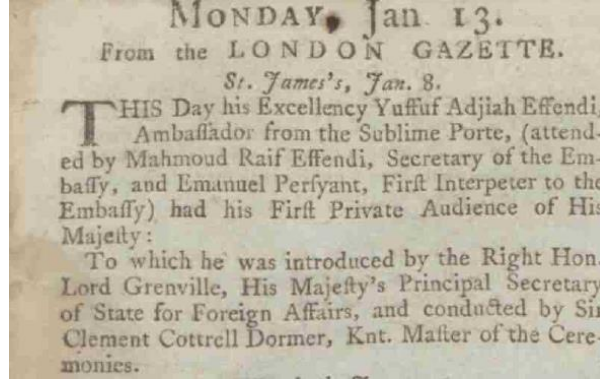 MONDAY, Jan 13.
From the LONDON GAZETTE.
St. James's, Jan. 8.
THIS Day his Excellency Yuſſuf Adjiah Effendi,
Ambaſſador from the Sublime Porte, (attend-
ed by Mahmoud Raif Effendi, Secretary of the Em-
baſſy, and Emanuel Perſyant, Firſt Interpeter to the
Embaſſy) had his Firſt Private Audience of His
Majeſty:
To which he was introduced by the Right Hon.
Lord Grenville, His Majeſty's Principal Secretary
of State for Foreign Affairs, and conducted by Sir
Clement Cottrell Dormer, Knt. Maſter of the Cere-
monies.